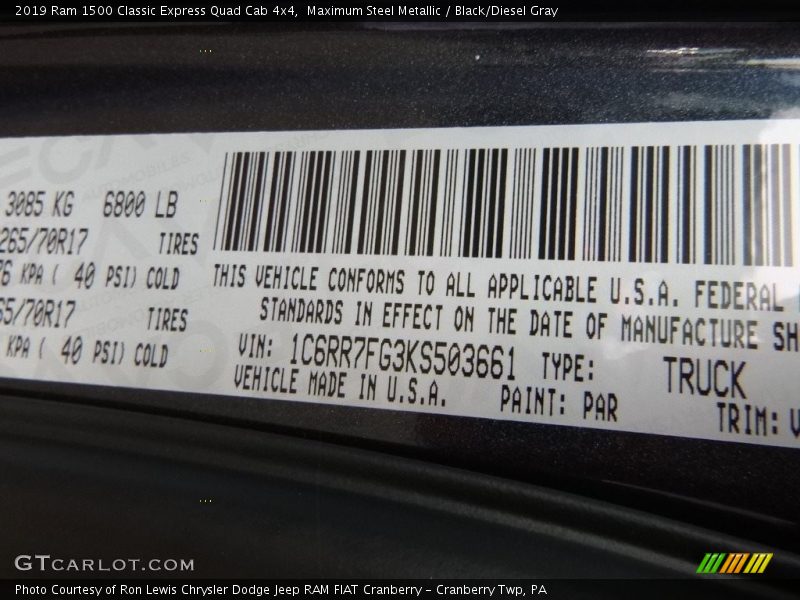 2019 Ram 1500 Classic Express Quad Cab 4x4, Maximum Steel Metallic / Black/Diesel Gray
3085 KG 6800 LB
265/70R17 TIRES
KPA ( 40 PSI) COLD
65/70R17 TIRES
KPA ( 40 PSI) COLD
THIS VEHICLE CONFORMS TO ALL APPLICABLE U.S.A. FEDERAL
STANDARDS IN EFFECT ON THE DATE OF MANUFACTURE SH
VIN: 1C6RR7FG3KS503661 TYPE: TRUCK
VEHICLE MADE IN U.S.A. PAINT: PAR TRIM:
GTCARLOT.COM
Photo Courtesy of Ron Lewis Chrysler Dodge Jeep RAM FIAT Cranberry - Cranberry Twp, PA